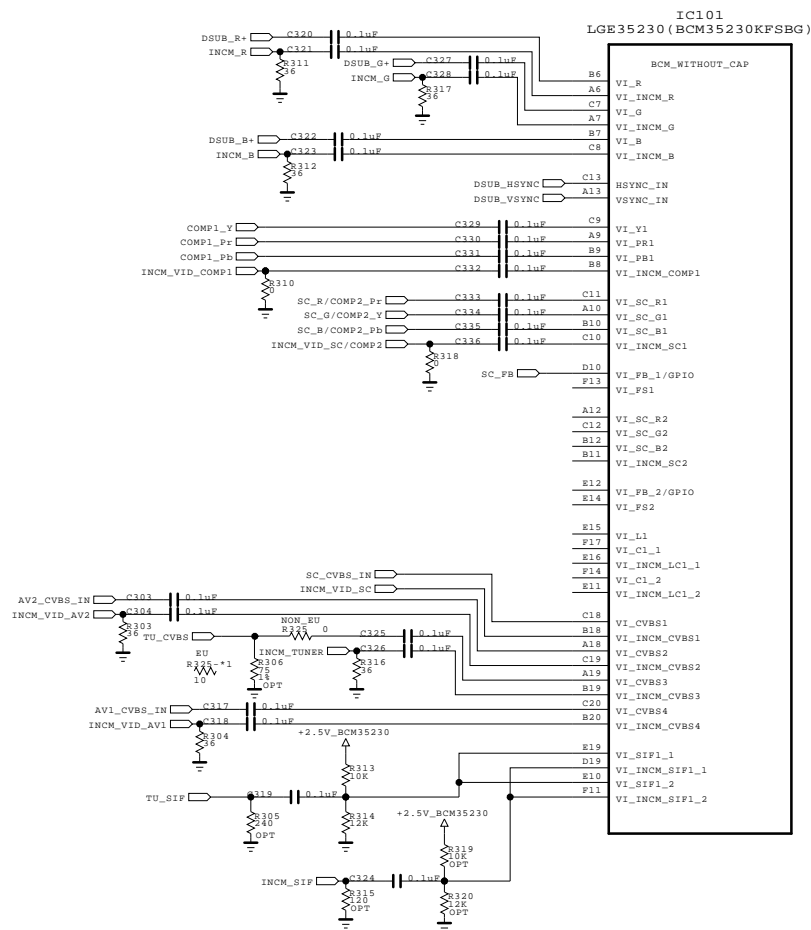 IC101
LGE35230(BCM35230KFSBG)
BCM_WITHOUT_CAP
DSUB_R+ C320 0.1uF B6 VI_R
INCM_R C321 0.1uF A6 VI_INCM_R
R311
36
DSUB_G+ C327 0.1uF C7 VI_G
INCM_G C328 0.1uF A7 VI_INCM_G
R317
36
DSUB_B+ C322 0.1uF B7 VI_B
INCM_B C323 0.1uF C8 VI_INCM_B
R312
36
DSUB_HSYNC C13 HSYNC_IN
DSUB_VSYNC A13 VSYNC_IN
COMP1_Y C329 0.1uF C9 VI_Y1
COMP1_Pr C330 0.1uF A9 VI_PR1
COMP1_Pb C331 0.1uF B9 VI_PB1
INCM_VID_COMP1 C332 0.1uF B8 VI_INCM_COMP1
R310
0
SC_R/COMP2_Pr C333 0.1uF C11 VI_SC_R1
SC_G/COMP2_Y C334 0.1uF A10 VI_SC_G1
SC_B/COMP2_Pb C335 0.1uF B10 VI_SC_B1
INCM_VID_SC/COMP2 C336 0.1uF C10 VI_INCM_SC1
R318
0
SC_FB D10 VI_FB_1/GPIO
F13 VI_FS1
A12 VI_SC_R2
C12 VI_SC_G2
B12 VI_SC_B2
B11 VI_INCM_SC2
E12 VI_FB_2/GPIO
E14 VI_FS2
E15 VI_L1
F17 VI_C1_1
E16 VI_INCM_LC1_1
F14 VI_C1_2
E11 VI_INCM_LC1_2
SC_CVBS_IN C18 VI_CVBS1
INCM_VID_SC B18 VI_INCM_CVBS1
AV2_CVBS_IN C303 0.1uF A18 VI_CVBS2
INCM_VID_AV2 C304 0.1uF C19 VI_INCM_CVBS2
R303
36
NON_EU
R325 0
TU_CVBS C325 0.1uF A19 VI_CVBS3
INCM_TUNER C326 0.1uF B19 VI_INCM_CVBS3
EU
R325-*1
10
R306
75
1%
OPT
R316
36
AV1_CVBS_IN C317 0.1uF C20 VI_CVBS4
INCM_VID_AV1 C318 0.1uF B20 VI_INCM_CVBS4
R304
36
+2.5V_BCM35230
E19 VI_SIF1_1
D19 VI_INCM_SIF1_1
E10 VI_SIF1_2
F11 VI_INCM_SIF1_2
R313
10K
TU_SIF C319 0.1uF
R305
240
OPT
R314
12K
+2.5V_BCM35230
R319
10K
OPT
INCM_SIF C324 0.1uF
R315
120
OPT
R320
12K
OPT